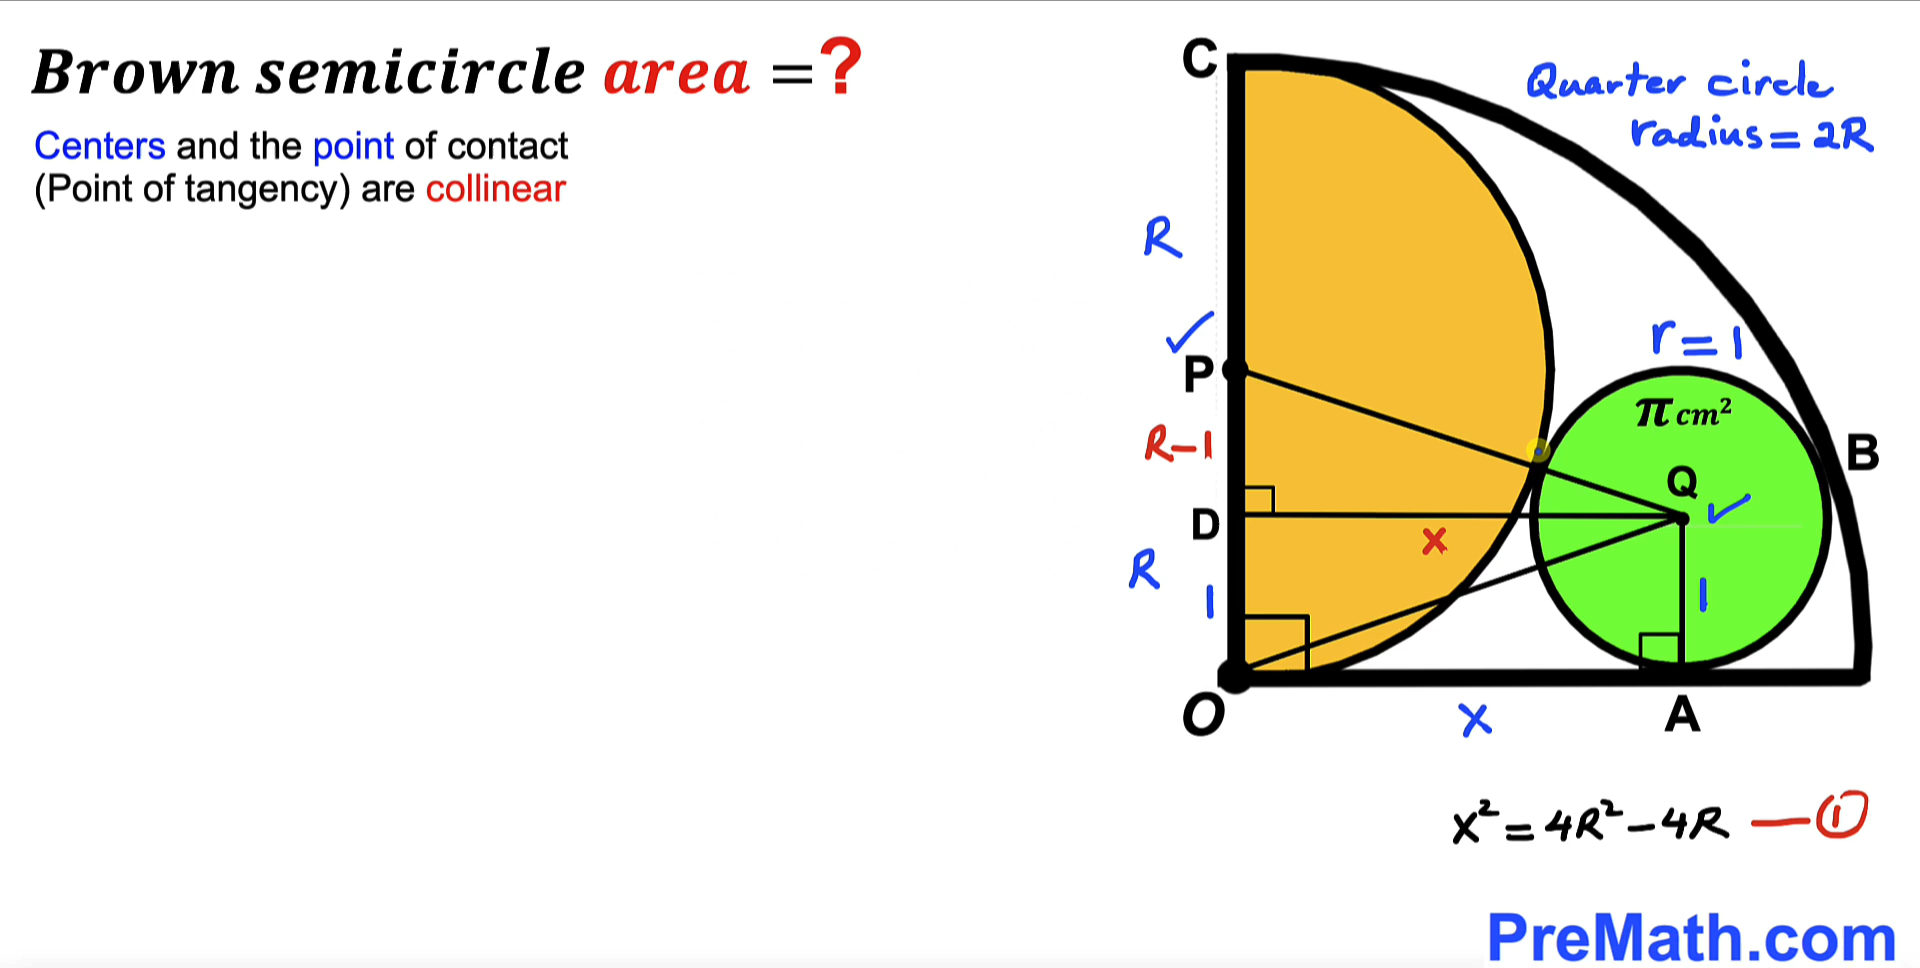 Brown semicircle area =?
Centers and the point of contact
(Point of tangency) are collinear
C
Quarter circle
radius = 2R
R
P
r = 1
π cm²
R-1
B
Q
D
x
R
1
1
O
x
A
x² = 4R² - 4R — ①
PreMath.com